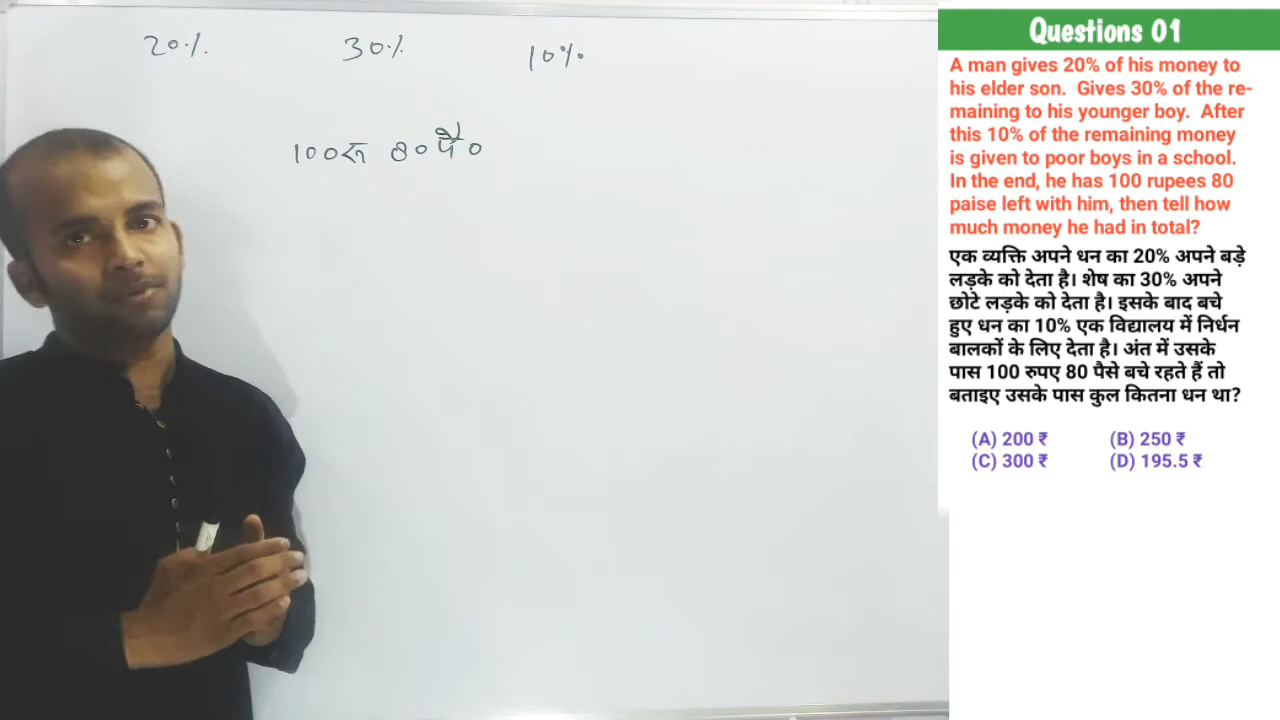 20%. 30% 10%
100रू 80पै०
Questions 01
A man gives 20% of his money to
his elder son. Gives 30% of the re-
maining to his younger boy. After
this 10% of the remaining money
is given to poor boys in a school.
In the end, he has 100 rupees 80
paise left with him, then tell how
much money he had in total?
एक व्यक्ति अपने धन का 20% अपने बड़े
लड़के को देता है। शेष का 30% अपने
छोटे लड़के को देता है। इसके बाद बचे
हुए धन का 10% एक विद्यालय में निर्धन
बालकों के लिए देता है। अंत में उसके
पास 100 रुपए 80 पैसे बचे रहते हैं तो
बताइए उसके पास कुल कितना धन था?
(A) 200 ₹ (B) 250 ₹
(C) 300 ₹ (D) 195.5 ₹